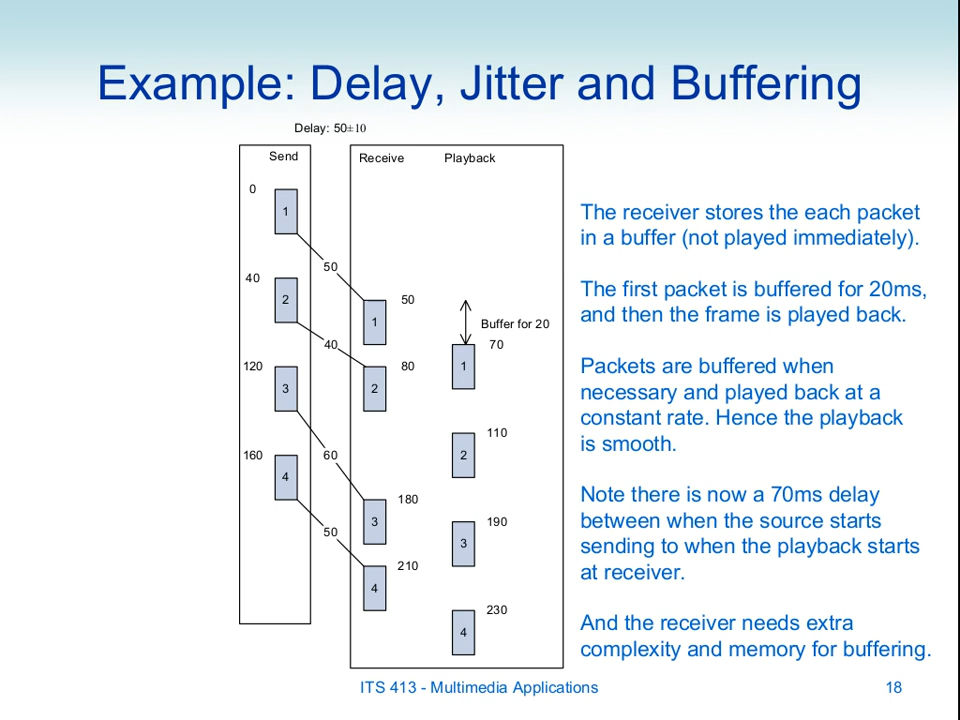 Example: Delay, Jitter and Buffering
Delay: 50±10
Send
Receive
Playback
0
1
50
40
2
50
1
Buffer for 20
40
70
120
3
80
2
1
110
160
4
60
2
180
3
190
3
50
210
4
230
4
The receiver stores the each packet
in a buffer (not played immediately).
The first packet is buffered for 20ms,
and then the frame is played back.
Packets are buffered when
necessary and played back at a
constant rate. Hence the playback
is smooth.
Note there is now a 70ms delay
between when the source starts
sending to when the playback starts
at receiver.
And the receiver needs extra
complexity and memory for buffering.
ITS 413 - Multimedia Applications
18